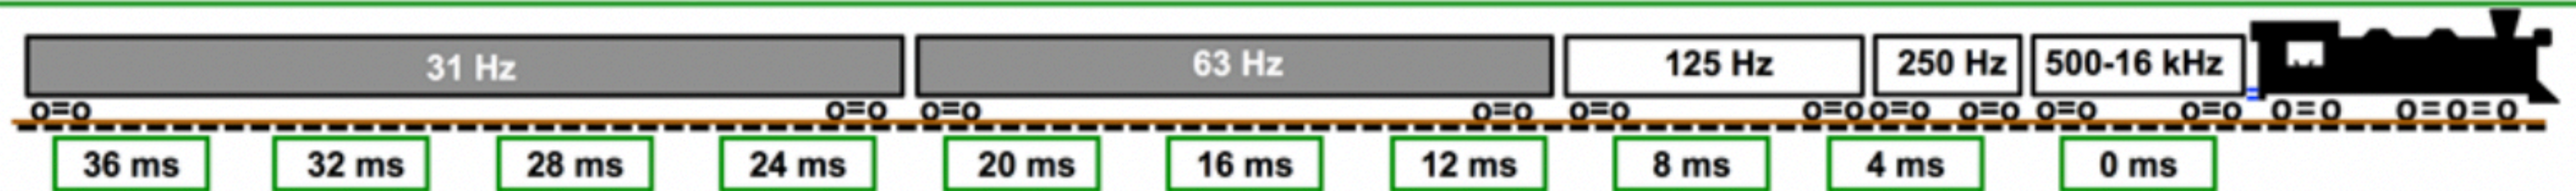 31 Hz 63 Hz 125 Hz 250 Hz 500-16 kHz
o=o o=o o=o o=o o=o o=o o=o o=o o=o o=o o=o o=o=o
36 ms 32 ms 28 ms 24 ms 20 ms 16 ms 12 ms 8 ms 4 ms 0 ms